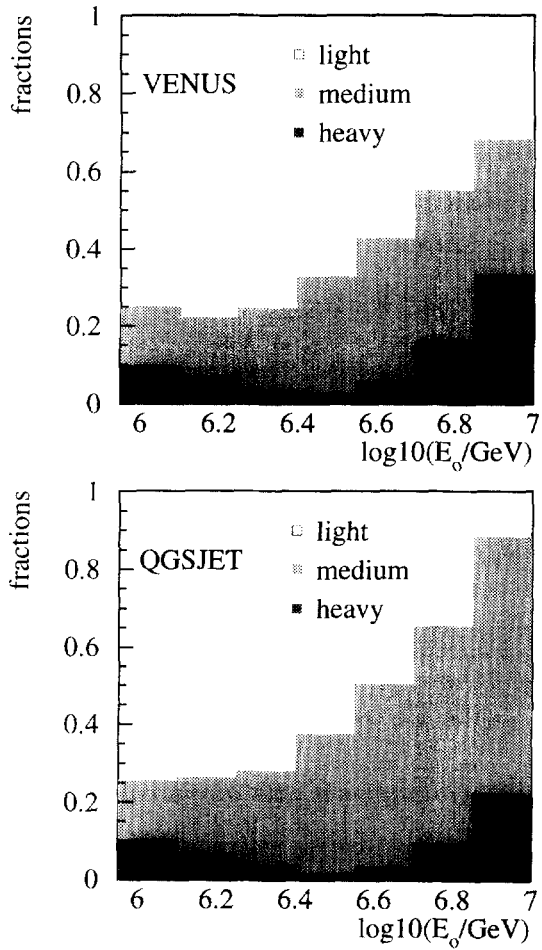 fractions
1
0.8
0.6
0.4
0.2
0
VENUS
light
medium
heavy
6 6.2 6.4 6.6 6.8 7
log10(E₀/GeV)
fractions
1
0.8
0.6
0.4
0.2
0
QGSJET
light
medium
heavy
6 6.2 6.4 6.6 6.8 7
log10(E₀/GeV)